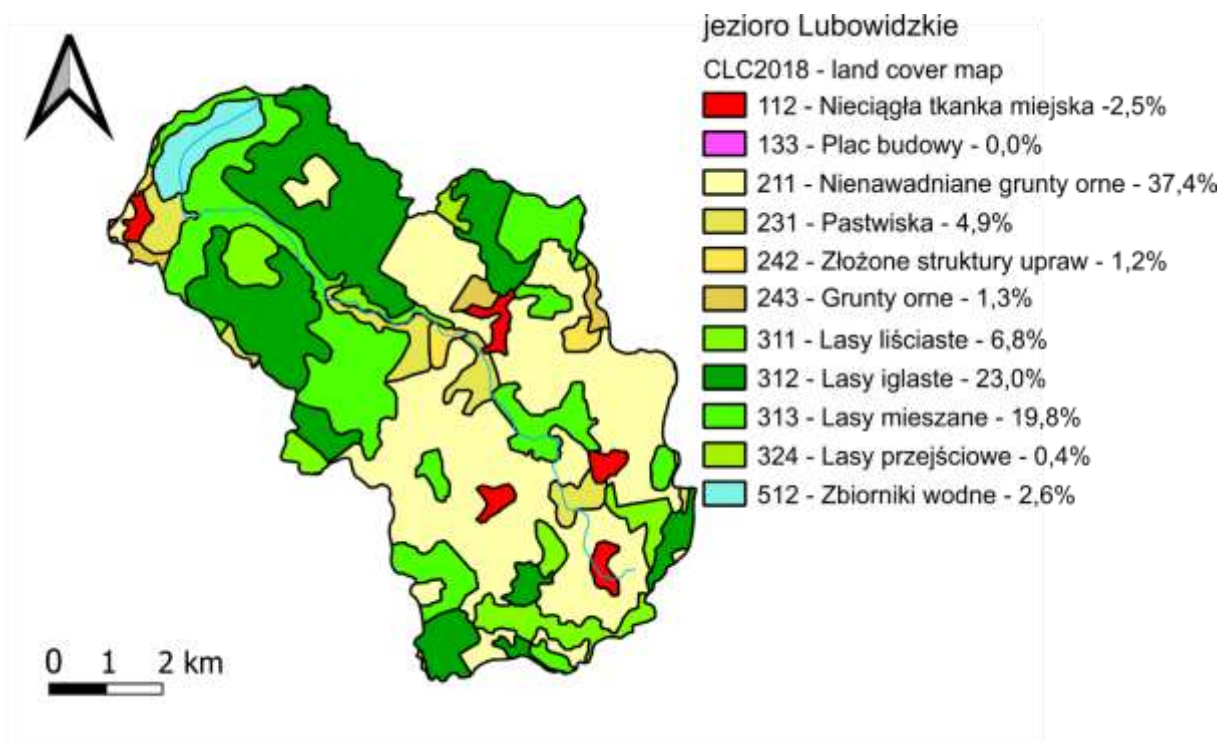 jezioro Lubowidzkie
CLC2018 - land cover map
112 - Nieciągła tkanka miejska -2,5%
133 - Plac budowy - 0,0%
211 - Nienawadniane grunty orne - 37,4%
231 - Pastwiska - 4,9%
242 - Złożone struktury upraw - 1,2%
243 - Grunty orne - 1,3%
311 - Lasy liściaste - 6,8%
312 - Lasy iglaste - 23,0%
313 - Lasy mieszane - 19,8%
324 - Lasy przejściowe - 0,4%
512 - Zbiorniki wodne - 2,6%
0 1 2 km